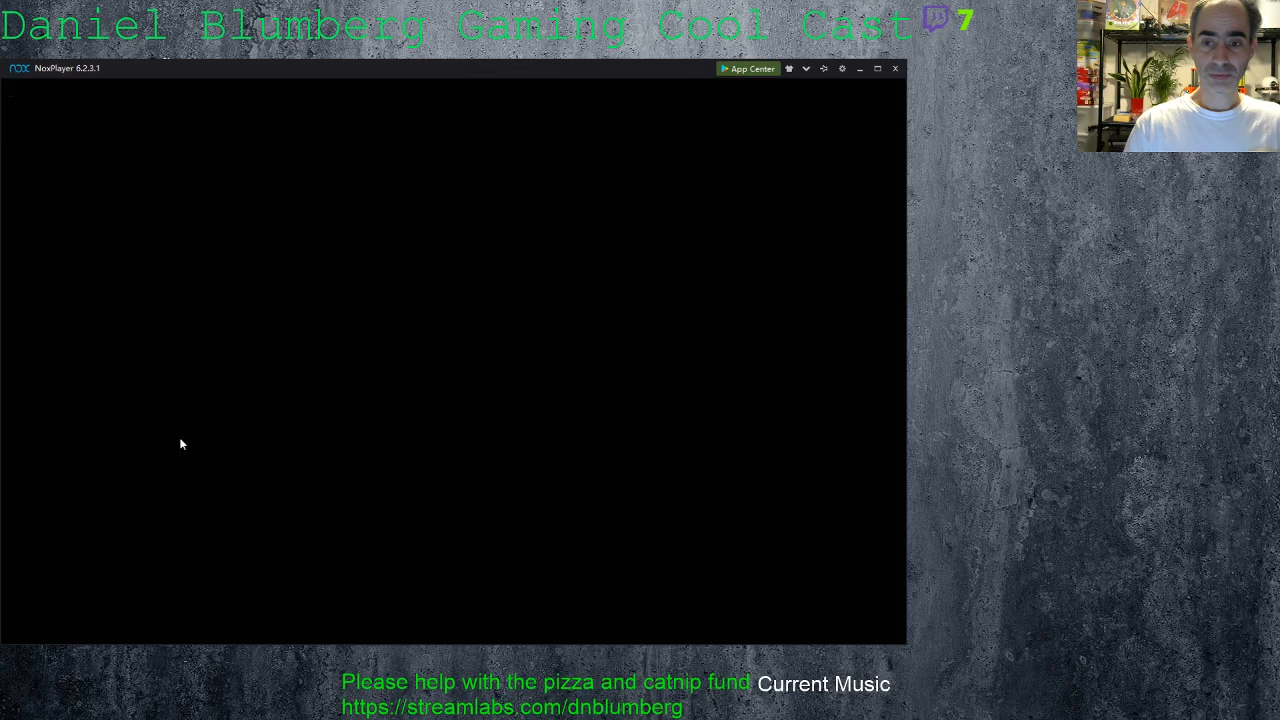 Daniel Blumberg Gaming Cool Cast 7
nox NoxPlayer 6.2.3.1 App Center
Please help with the pizza and catnip fund Current Music
https://streamlabs.com/dnblumberg